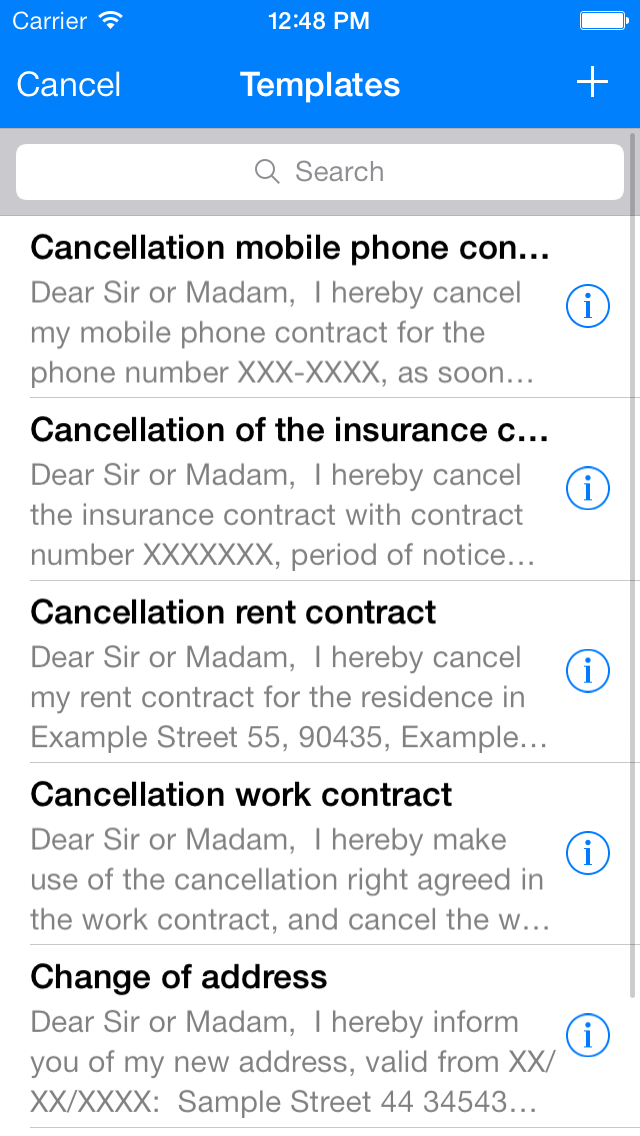 Carrier 12:48 PM
Cancel Templates +
Search
Cancellation mobile phone con…
Dear Sir or Madam,  I hereby cancel
my mobile phone contract for the
phone number XXX-XXXX, as soon…
Cancellation of the insurance c…
Dear Sir or Madam,  I hereby cancel
the insurance contract with contract
number XXXXXXX, period of notice…
Cancellation rent contract
Dear Sir or Madam,  I hereby cancel
my rent contract for the residence in
Example Street 55, 90435, Example…
Cancellation work contract
Dear Sir or Madam,  I hereby make
use of the cancellation right agreed in
the work contract, and cancel the w…
Change of address
Dear Sir or Madam,  I hereby inform
you of my new address, valid from XX/
XX/XXXX:  Sample Street 44 34543…